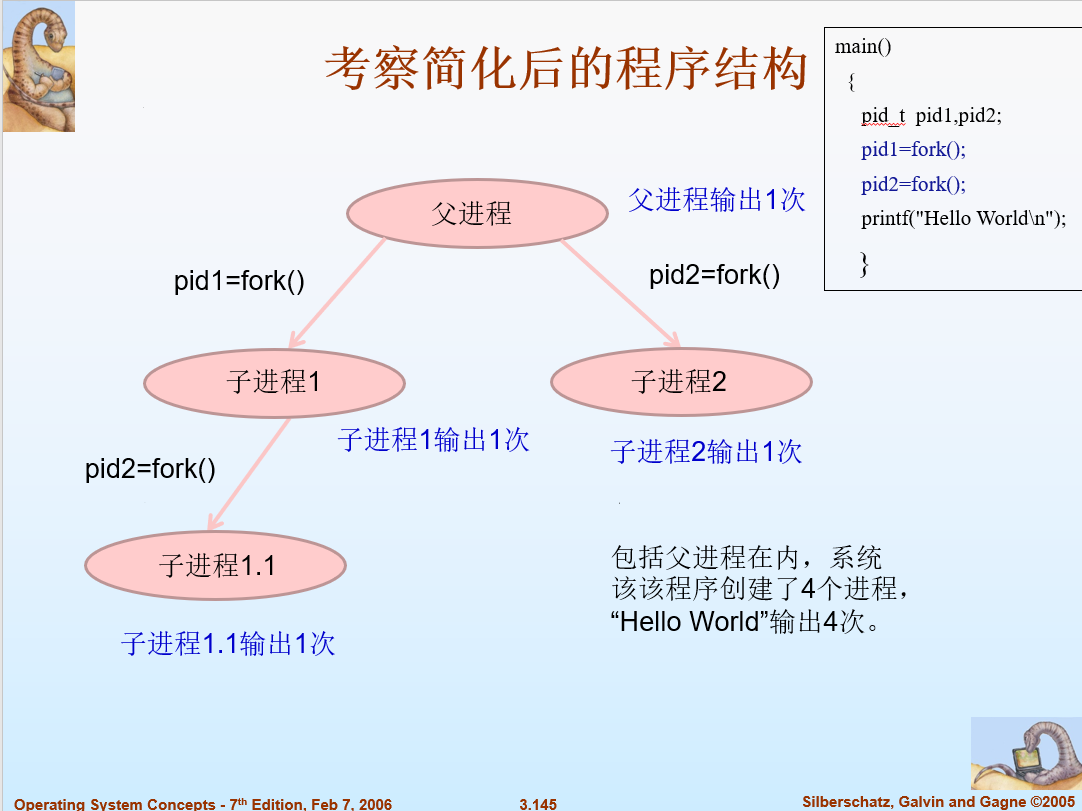 考察简化后的程序结构
main()
{
pid_t pid1,pid2;
pid1=fork();
pid2=fork();
printf("Hello World\n");
}
父进程
父进程输出1次
pid1=fork()
pid2=fork()
子进程1
子进程2
子进程1输出1次
子进程2输出1次
pid2=fork()
子进程1.1
子进程1.1输出1次
包括父进程在内，系统
该该程序创建了4个进程，
“Hello World”输出4次。
Operating System Concepts - 7th Edition, Feb 7, 2006
3.145
Silberschatz, Galvin and Gagne ©2005